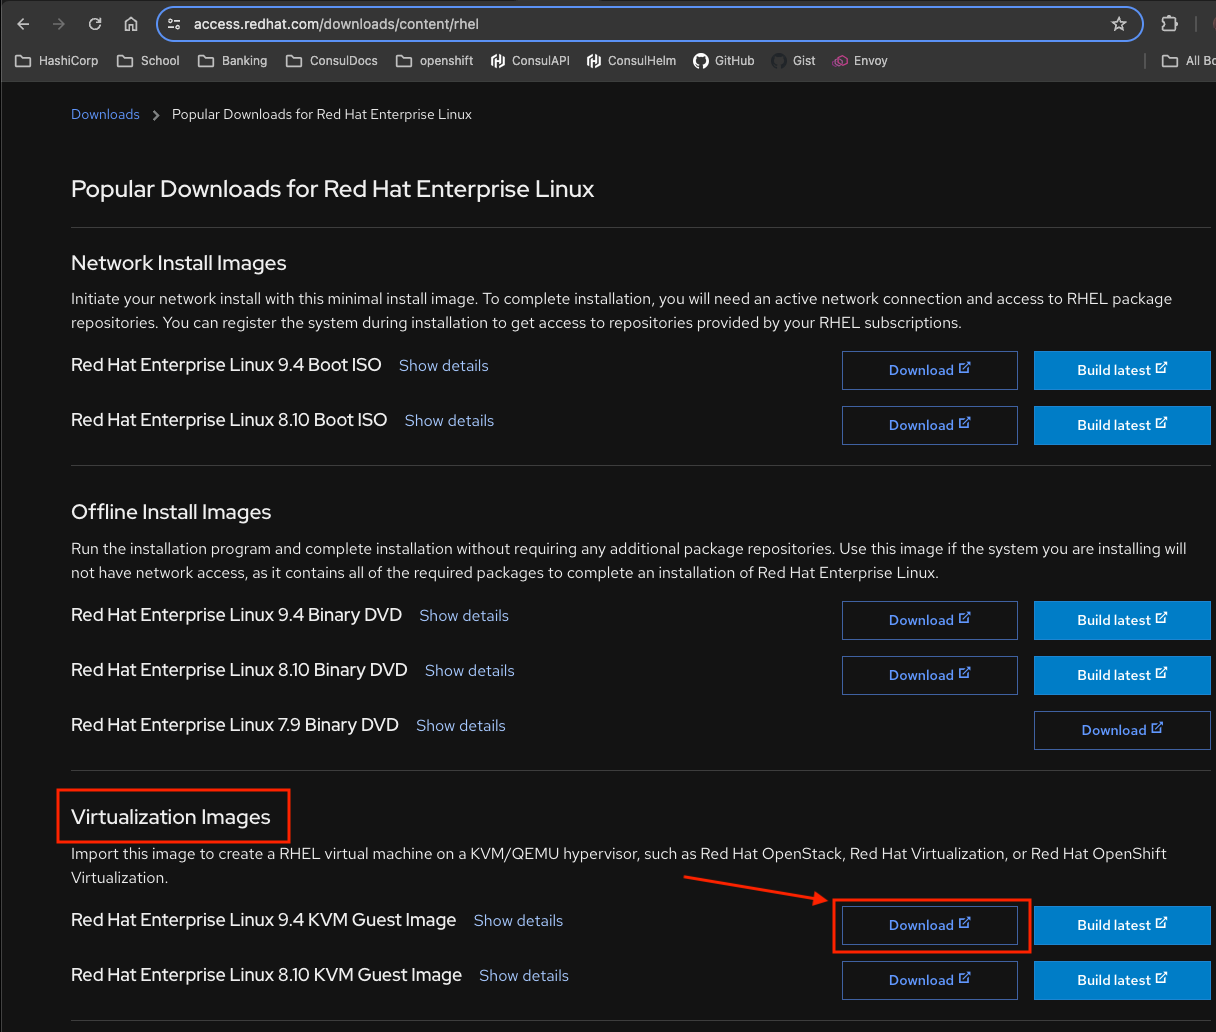 access.redhat.com/downloads/content/rhel
HashiCorp School Banking ConsulDocs openshift ConsulAPI ConsulHelm GitHub Gist Envoy All Bo
Downloads > Popular Downloads for Red Hat Enterprise Linux
Popular Downloads for Red Hat Enterprise Linux
Network Install Images
Initiate your network install with this minimal install image. To complete installation, you will need an active network connection and access to RHEL package
repositories. You can register the system during installation to get access to repositories provided by your RHEL subscriptions.
Red Hat Enterprise Linux 9.4 Boot ISO Show details Download Build latest
Red Hat Enterprise Linux 8.10 Boot ISO Show details Download Build latest
Offline Install Images
Run the installation program and complete installation without requiring any additional package repositories. Use this image if the system you are installing will
not have network access, as it contains all of the required packages to complete an installation of Red Hat Enterprise Linux.
Red Hat Enterprise Linux 9.4 Binary DVD Show details Download Build latest
Red Hat Enterprise Linux 8.10 Binary DVD Show details Download Build latest
Red Hat Enterprise Linux 7.9 Binary DVD Show details Download
Virtualization Images
Import this image to create a RHEL virtual machine on a KVM/QEMU hypervisor, such as Red Hat OpenStack, Red Hat Virtualization, or Red Hat OpenShift
Virtualization.
Red Hat Enterprise Linux 9.4 KVM Guest Image Show details Download Build latest
Red Hat Enterprise Linux 8.10 KVM Guest Image Show details Download Build latest